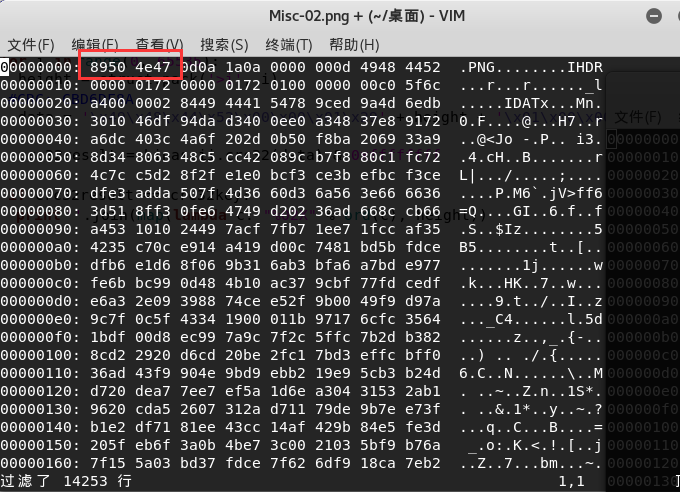 Misc-02.png + (~/桌面) - VIM
文件(F) 编辑(E) 查看(V) 搜索(S) 终端(T) 帮助(H)
00000000: 8950 4e47 0d0a 1a0a 0000 000d 4948 4452 .PNG........IHDR
00000010: 0000 0172 0000 0172 0100 0000 00c0 5f6c ...r...r......_l
00000020: a400 0002 8449 4441 5478 9ced 9a4d 6edb .....IDATx...Mn.
00000030: 3010 46df 94dd d340 0ee0 2348 37e8 9172
00000040: a6dc 403c 4a6f 202d 0b50 f8ba 2069 33a9 ..@<Jo -.P.. i3.
00000050: 8d34 8063 48c5 cc42 089c b7f8 80c1 fc72 .4.cH..B.......r
00000060: 4c7c c5d2 8f2f e1e0 bcf3 ce3b efbc f3ce
00000070: dfe3 adda 507f 4d36 60d3 6a56 3e66 6636 ....P.M6`.jV>ff6
00000080: 8ff3 4749 d202 3666 66cc cb66
00000090: a453 1010 2449 7acf 7fb7 1ee7 1fcc af35 .S..$Iz........5
000000a0: 4235 c70c e914 a419 d00c 7481 bd5b fdce B5........t..[..
000000b0: dfb6 e1d6 8f06 9b31 6ab3 bfa6 a7bd e977 .......1j......w
000000c0: fe6b bc99 0d48 4b10 ac37 9cbf 77fd cedf .k...HK..7..w...
000000d0: e6a3 2e09 3988 74ce e52f 9b00 49f9 d97a ....9.t../..I..z
000000e0: 9c7f 0c5f 4334 1900 011b 9717 6cfc 3564 ..._C4......l.5d
000000f0: 1bdf 00d8 ec99 7a9c 7f2c 5ffc 7b2d b382 ......z..,_.{-..
00000100: 8cd2 2920 d6cd 20be 2fc1 7bd3 effc bff0 ..) .. ./.{.....
00000110: 36ad 43f9 904e 9bd9 ebb2 19e9 5cb3 b24d 6.C..N......\..M
00000120: d720 dea7 7ee7 ef5a 1d6e a304 3153 2ab1 . ..~..Z.n..1S*.
00000130: 9620 cda5 2607 312a d711 79de 9b7e e73f . ..&.1*..y..~.?
00000140: b1e2 df71 81ee 43cc 14af 429b 84e5 fe3d ...q..C...B....=
00000150: 205f eb6f 3a0b 4be7 3c00 2103 5bf9 b76a _.o:.K.<.!.[..j
00000160: 7f15 5a03 bd37 fdce 7f62 6df9 18ca 7eb2 ..Z..7...bm...~.
过滤了 14253 行 1,1